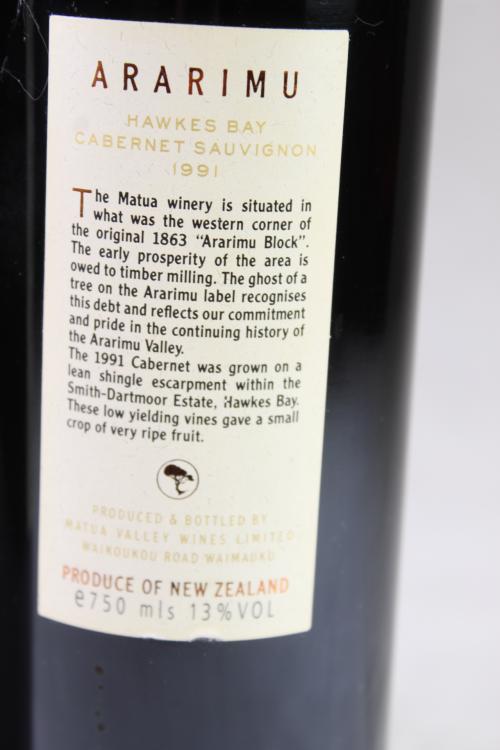 ARARIMU
HAWKES BAY
CABERNET SAUVIGNON
1991
The Matua winery is situated in
what was the western corner of
the original 1863 "Ararimu Block".
The early prosperity of the area is
owed to timber milling. The ghost of a
tree on the Ararimu label recognises
this debt and reflects our commitment
and pride in the continuing history of
the Ararimu Valley.
The 1991 Cabernet was grown on a
lean shingle escarpment within the
Smith-Dartmoor Estate, Hawkes Bay.
These low yielding vines gave a small
crop of very ripe fruit.
PRODUCED & BOTTLED BY
MATUA VALLEY WINES LIMITED
WAIKOUKOU ROAD WAIMAUKU
PRODUCE OF NEW ZEALAND
e750 mls 13%VOL